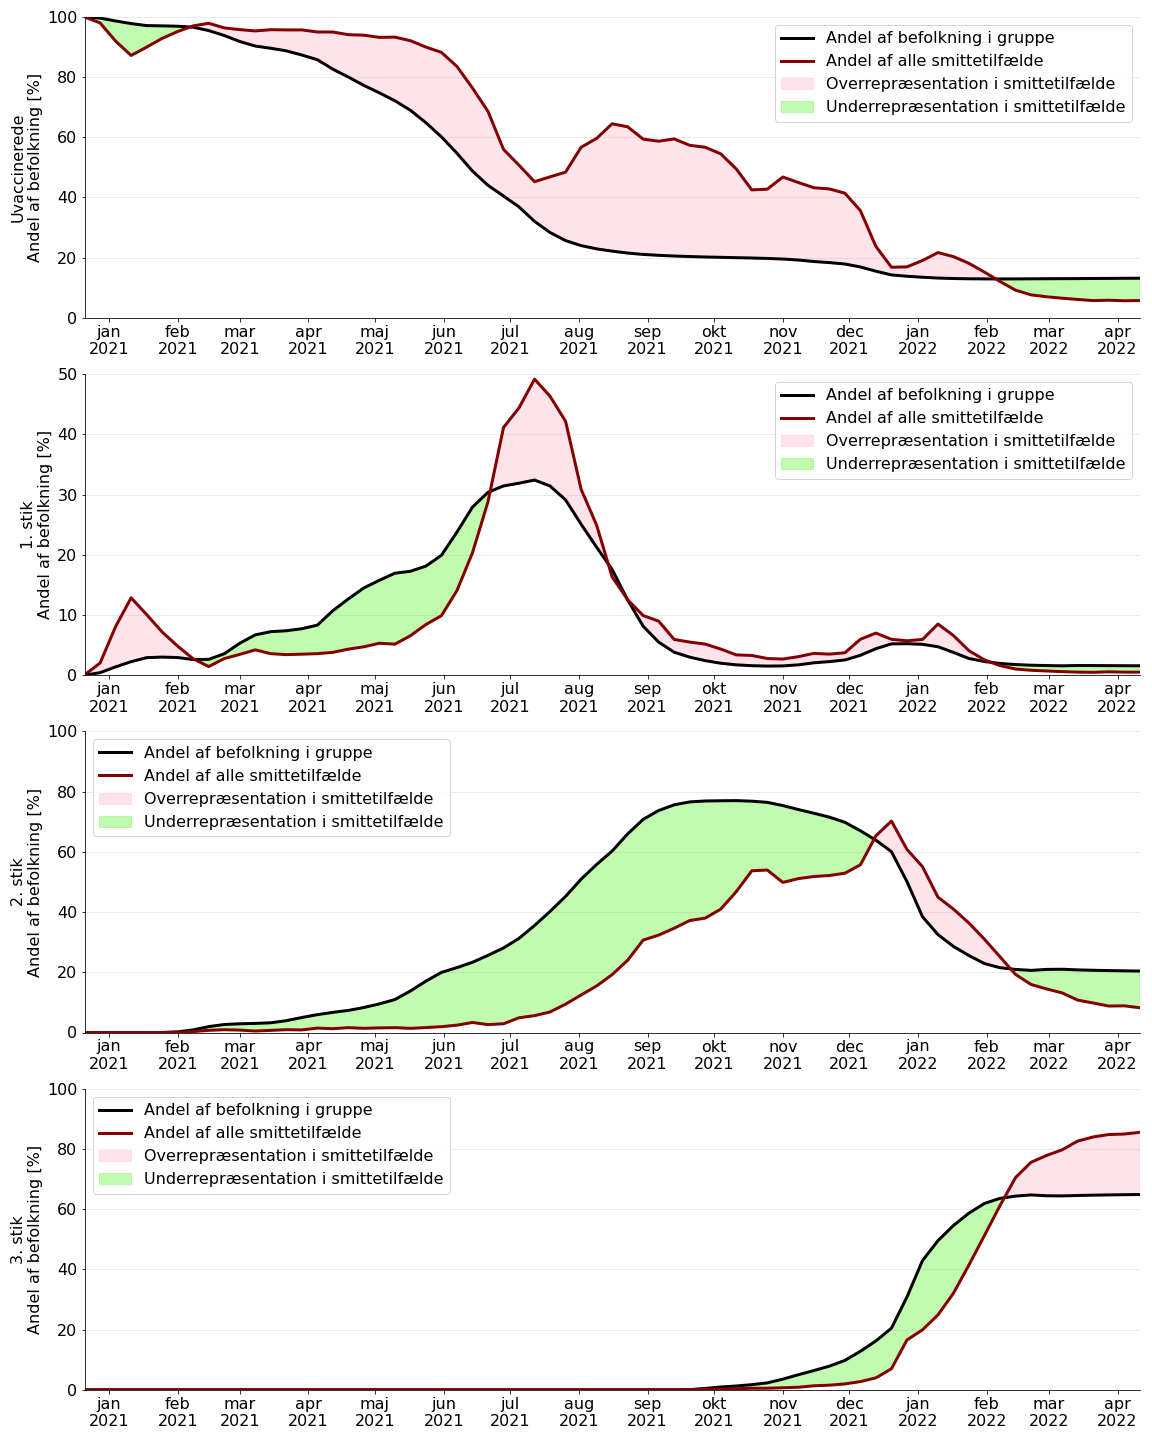 Uvaccinerede
Andel af befolkning [%]
100
80
60
40
20
0
Andel af befolkning i gruppe
Andel af alle smittetilfælde
Overrepræsentation i smittetilfælde
Underrepræsentation i smittetilfælde
jan feb mar apr maj jun jul aug sep okt nov dec jan feb mar apr
2021 2021 2021 2021 2021 2021 2021 2021 2021 2021 2021 2021 2022 2022 2022 2022
1. stik
Andel af befolkning [%]
50
40
30
20
10
0
Andel af befolkning i gruppe
Andel af alle smittetilfælde
Overrepræsentation i smittetilfælde
Underrepræsentation i smittetilfælde
jan feb mar apr maj jun jul aug sep okt nov dec jan feb mar apr
2021 2021 2021 2021 2021 2021 2021 2021 2021 2021 2021 2021 2022 2022 2022 2022
2. stik
Andel af befolkning [%]
100
80
60
40
20
0
Andel af befolkning i gruppe
Andel af alle smittetilfælde
Overrepræsentation i smittetilfælde
Underrepræsentation i smittetilfælde
jan feb mar apr maj jun jul aug sep okt nov dec jan feb mar apr
2021 2021 2021 2021 2021 2021 2021 2021 2021 2021 2021 2021 2022 2022 2022 2022
3. stik
Andel af befolkning [%]
100
80
60
40
20
0
Andel af befolkning i gruppe
Andel af alle smittetilfælde
Overrepræsentation i smittetilfælde
Underrepræsentation i smittetilfælde
jan feb mar apr maj jun jul aug sep okt nov dec jan feb mar apr
2021 2021 2021 2021 2021 2021 2021 2021 2021 2021 2021 2021 2022 2022 2022 2022